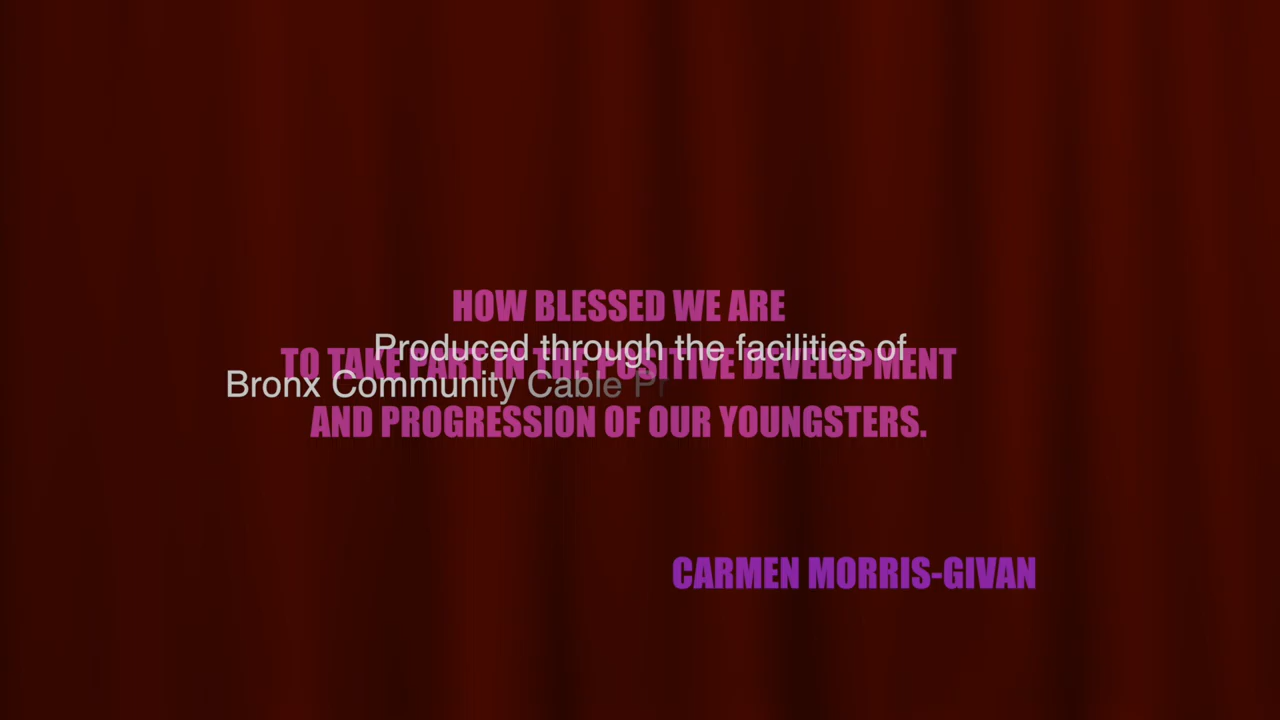 HOW BLESSED WE ARE
Produced through the facilities of
TO TAKE PART IN THE POSITIVE DEVELOPMENT
Bronx Community Cable Pr
AND PROGRESSION OF OUR YOUNGSTERS.
CARMEN MORRIS-GIVAN